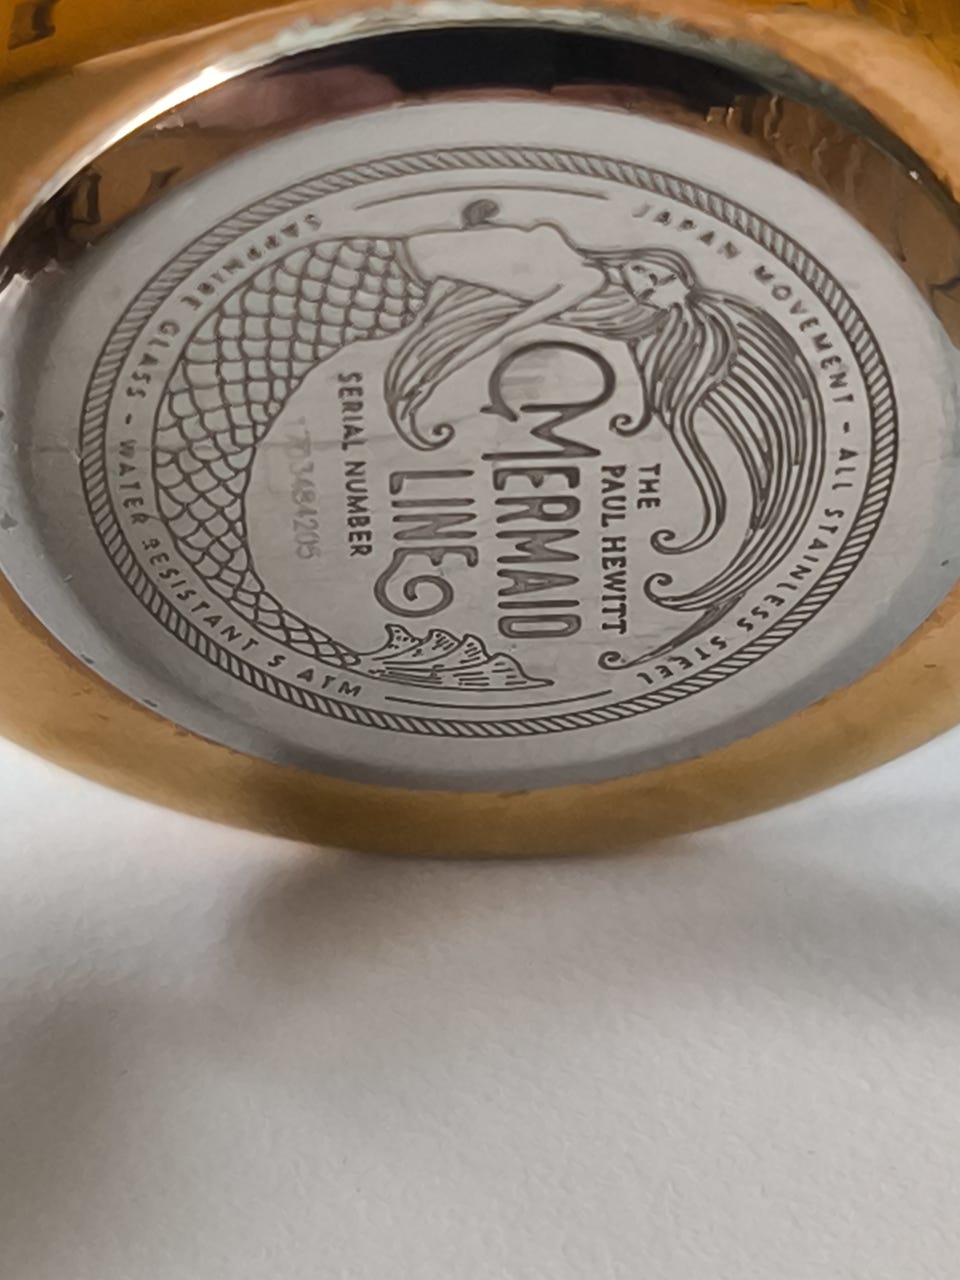 JAPAN MOVEMENT - ALL STAINLESS STEEL
THE
PAUL HEWITT
MERMAID
LINE
SERIAL NUMBER
SAPPHIRE GLASS - WATER RESISTANT 5 ATM